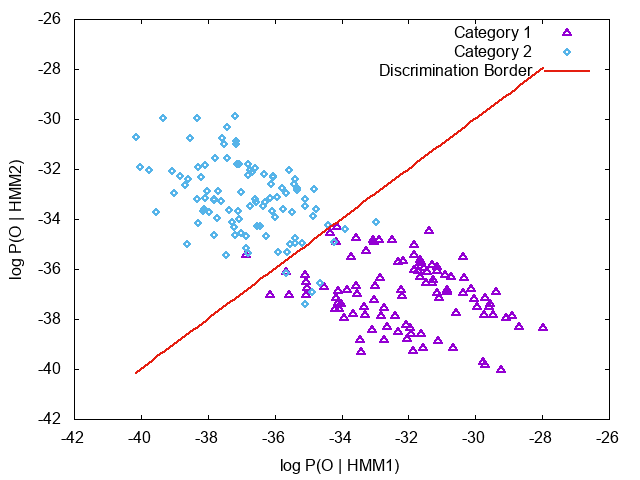 Category 1
Category 2
Discrimination Border
-26
-28
-30
-32
-34
-36
-38
-40
-42
log P(O | HMM2)
-42 -40 -38 -36 -34 -32 -30 -28 -26
log P(O | HMM1)